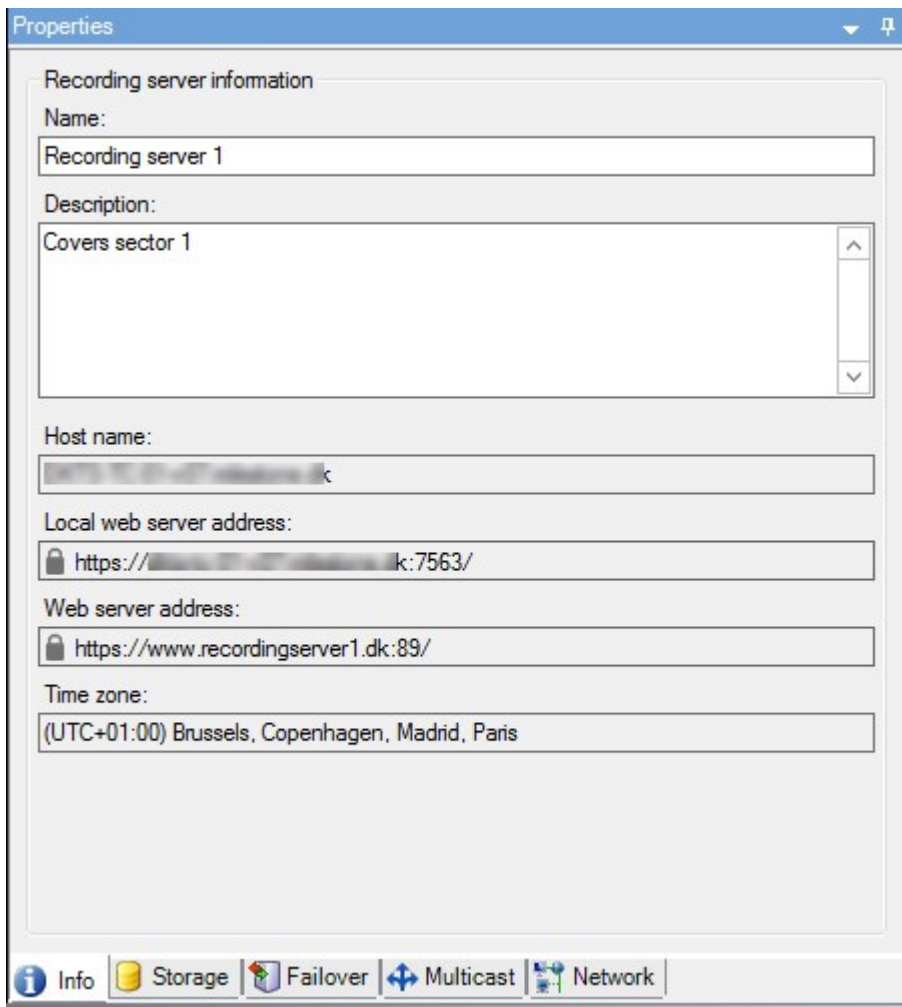 Properties
Recording server information
Name:
Recording server 1
Description:
Covers sector 1
Host name:
Local web server address:
https:// k:7563/
Web server address:
https://www.recordingserver1.dk:89/
Time zone:
(UTC+01:00) Brussels, Copenhagen, Madrid, Paris
Info Storage Failover Multicast Network